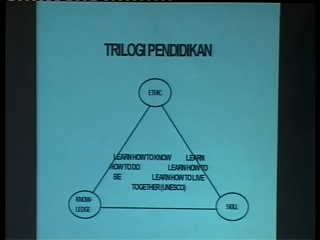 TRILOGI PENDIDIKAN
ETHIC
LEARN HOW TO KNOW LEARN
HOW TO DO LEARN HOW TO
BE LEARN HOW TO LIVE
TOGETHER (UNESCO)
KNOW-
LEDGE
SKILL